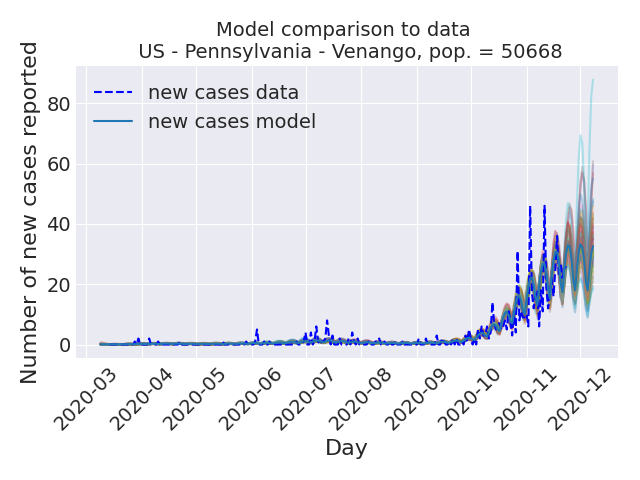 Model comparison to data
US - Pennsylvania - Venango, pop. = 50668
Number of new cases reported
80
60
40
20
0
new cases data
new cases model
2020-03
2020-04
2020-05
2020-06
2020-07
2020-08
2020-09
2020-10
2020-11
2020-12
Day